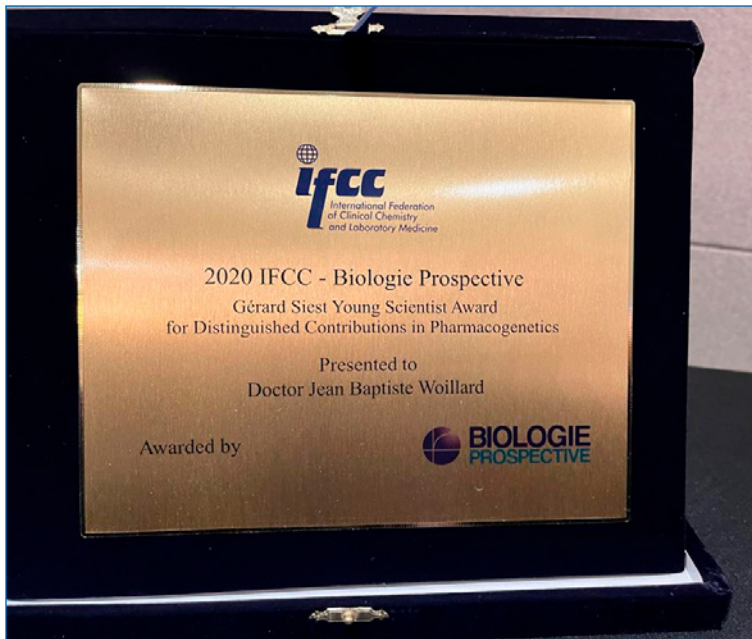 ifcc
International Federation
of Clinical Chemistry
and Laboratory Medicine
2020 IFCC - Biologie Prospective
Gérard Siest Young Scientist Award
for Distinguished Contributions in Pharmacogenetics
Presented to
Doctor Jean Baptiste Woillard
Awarded by
BIOLOGIE
PROSPECTIVE